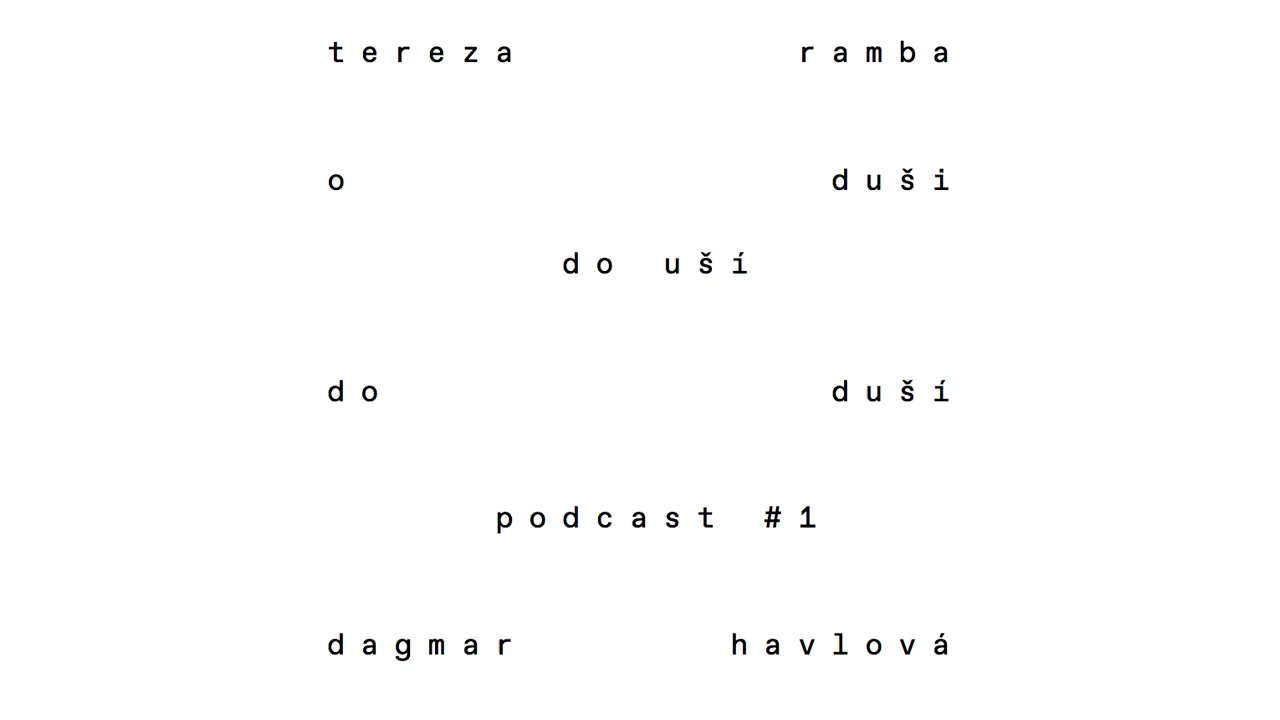 tereza ramba
o duši
do uší
do duší
podcast #1
dagmar havlová